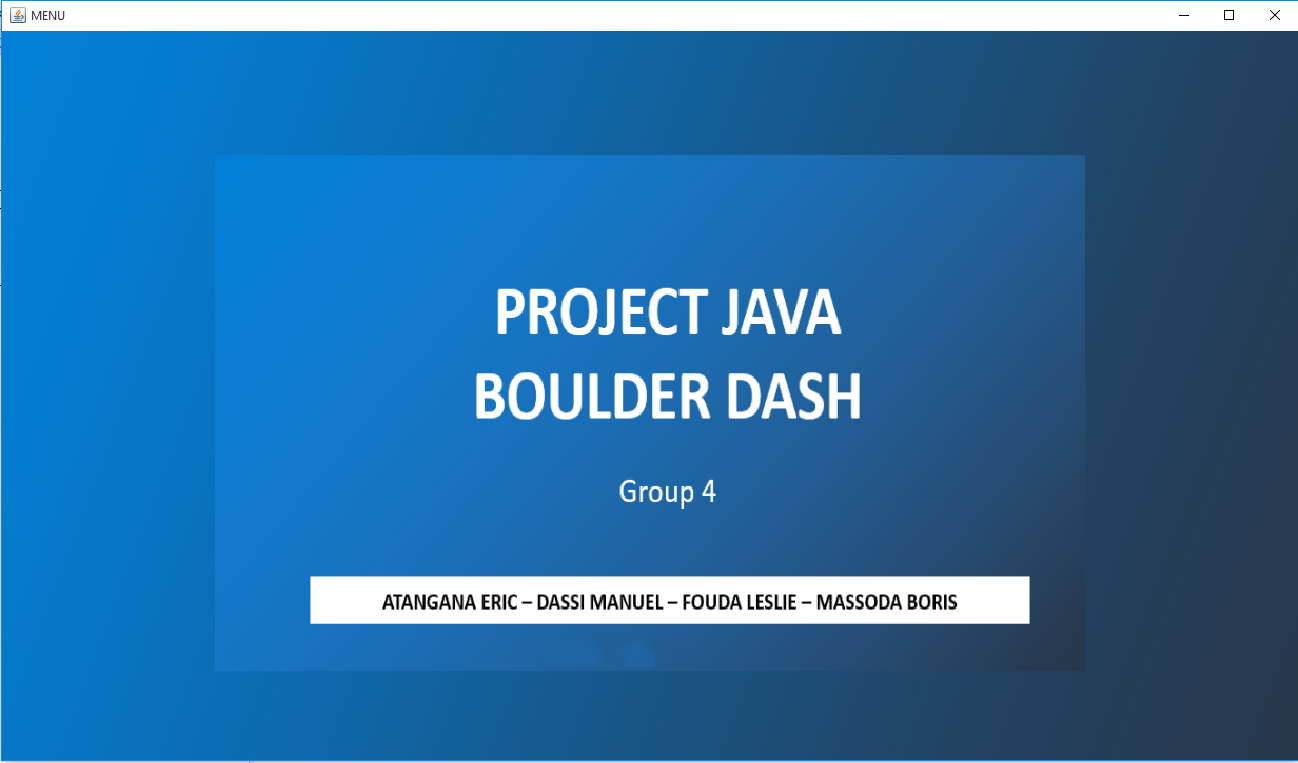 MENU
PROJECT JAVA
BOULDER DASH
Group 4
ATANGANA ERIC – DASSI MANUEL – FOUDA LESLIE – MASSODA BORIS